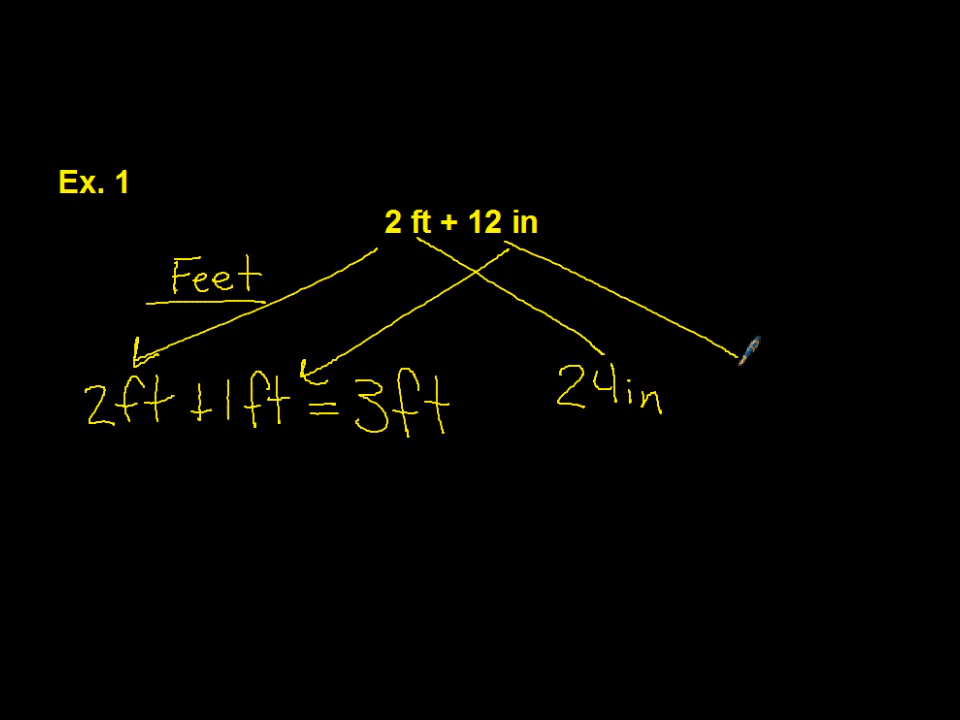 Ex. 1
2 ft + 12 in
Feet
2ft + 1ft = 3ft 24in